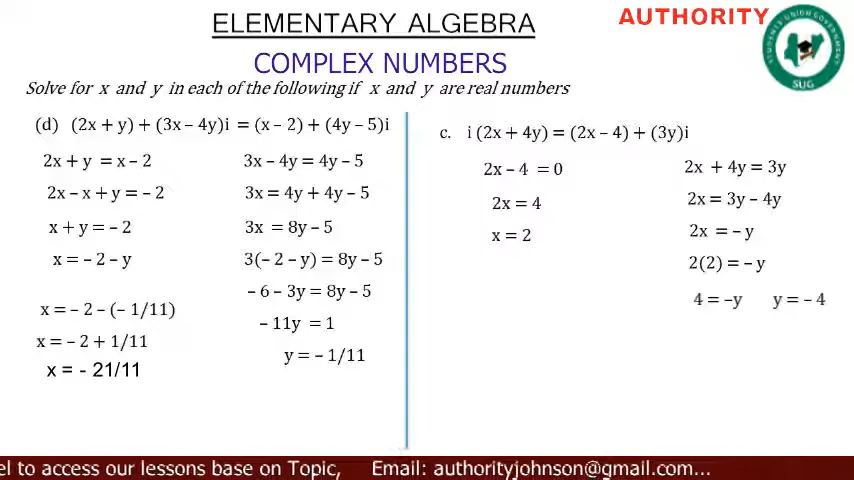 ELEMENTARY ALGEBRA
AUTHORITY
COMPLEX NUMBERS
STUDENTS UNION GOVERNMENT
SUG
Solve for x and y in each of the following if x and y are real numbers
(d) (2x + y) + (3x – 4y)i = (x – 2) + (4y – 5)i
2x + y = x – 2
2x – x + y = – 2
x + y = – 2
x = – 2 – y
x = – 2 – (– 1/11)
x = – 2 + 1/11
x = - 21/11
3x – 4y = 4y – 5
3x = 4y + 4y – 5
3x = 8y – 5
3(– 2 – y) = 8y – 5
– 6 – 3y = 8y – 5
– 11y = 1
y = – 1/11
c. i (2x + 4y) = (2x – 4) + (3y)i
2x – 4 = 0
2x = 4
x = 2
2x + 4y = 3y
2x = 3y – 4y
2x = – y
2(2) = – y
4 = –y y = – 4
el to access our lessons base on Topic, Email: authorityjohnson@gmail.com...